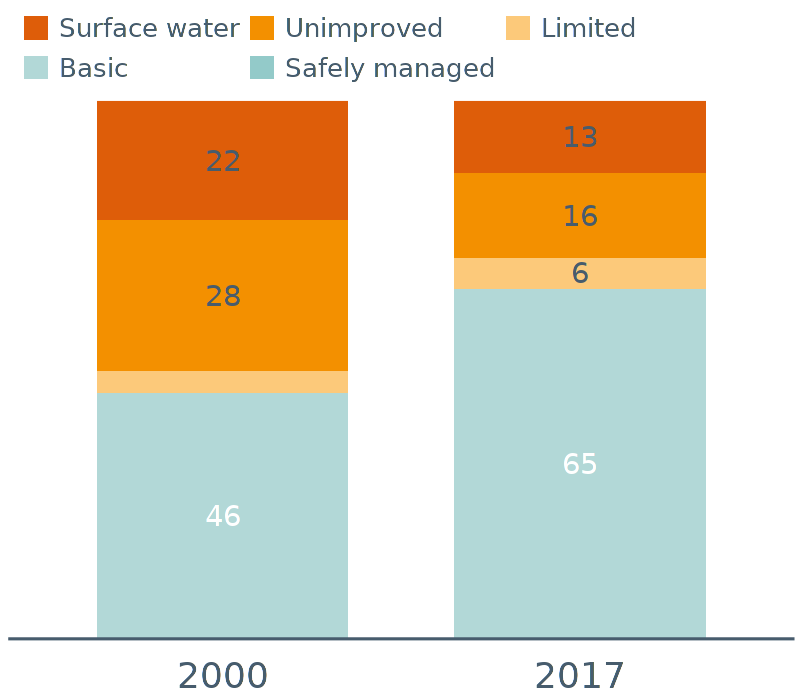 Surface water Unimproved Limited
Basic Safely managed
22 13
28 16
6
46 65
2000 2017